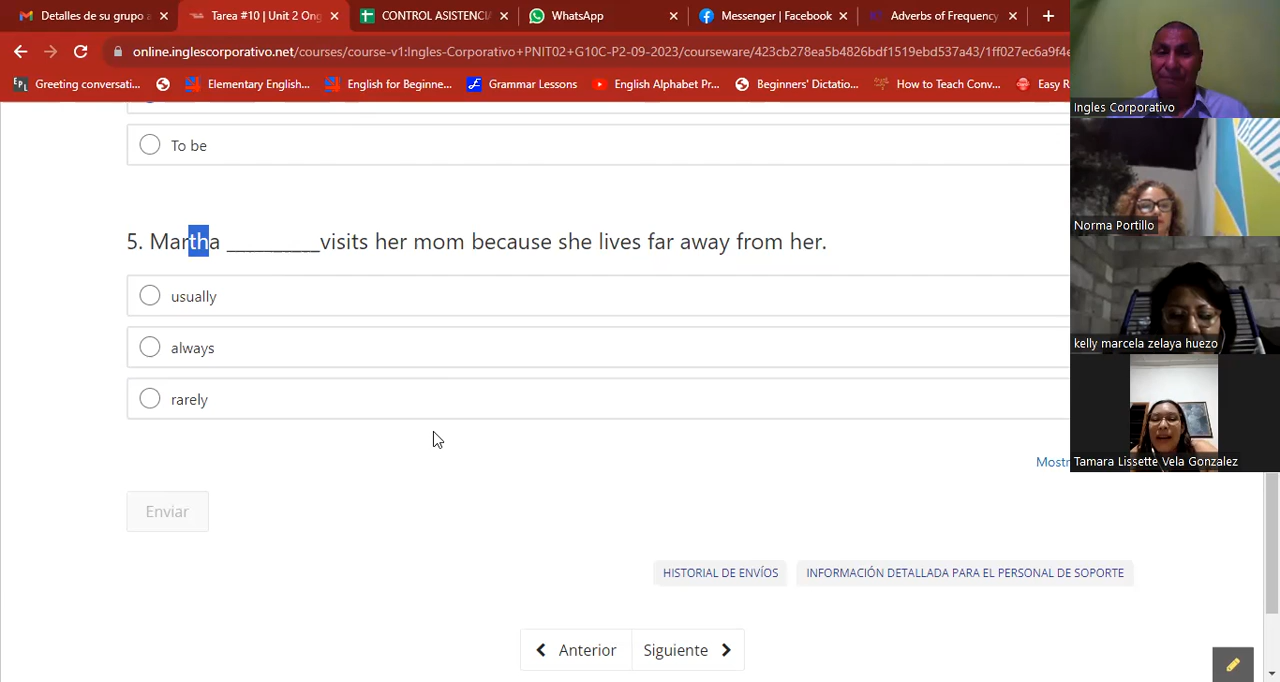 Detalles de su grupo a
Tarea #10 | Unit 2 Ong
CONTROL ASISTENCI
WhatsApp
Messenger | Facebook
Adverbs of Frequency
online.inglescorporativo.net/courses/course-v1:Ingles-Corporativo+PNIT02+G10C-P2-09-2023/courseware/423cb278ea5b4826bdf1519ebd537a43/1ff027ec6a9f4e
Greeting conversati...
Elementary English...
English for Beginne...
Grammar Lessons
English Alphabet Pr...
Beginners' Dictatio...
How to Teach Conv...
Easy R
Ingles Corporativo
To be
Norma Portillo
5. Martha __________visits her mom because she lives far away from her.
usually
kelly marcela zelaya huezo
always
rarely
Mostr
Tamara Lissette Vela Gonzalez
Enviar
HISTORIAL DE ENVÍOS
INFORMACIÓN DETALLADA PARA EL PERSONAL DE SOPORTE
Anterior
Siguiente